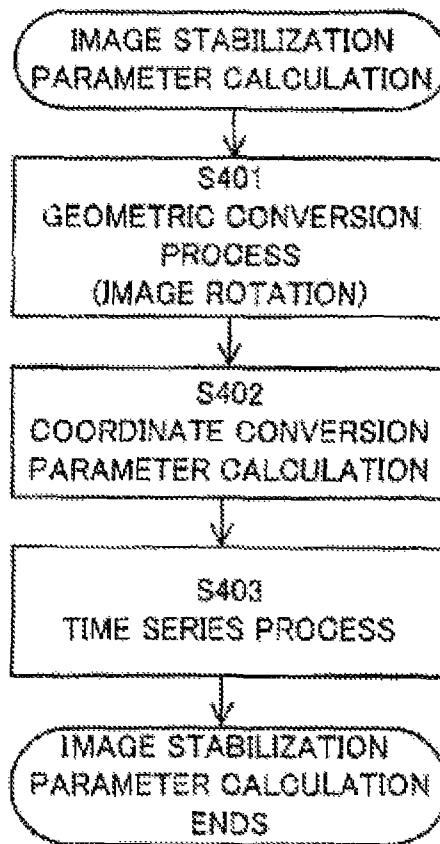 IMAGE STABILIZATION
PARAMETER CALCULATION
S401
GEOMETRIC CONVERSION
PROCESS
(IMAGE ROTATION)
S402
COORDINATE CONVERSION
PARAMETER CALCULATION
S403
TIME SERIES PROCESS
IMAGE STABILIZATION
PARAMETER CALCULATION
ENDS